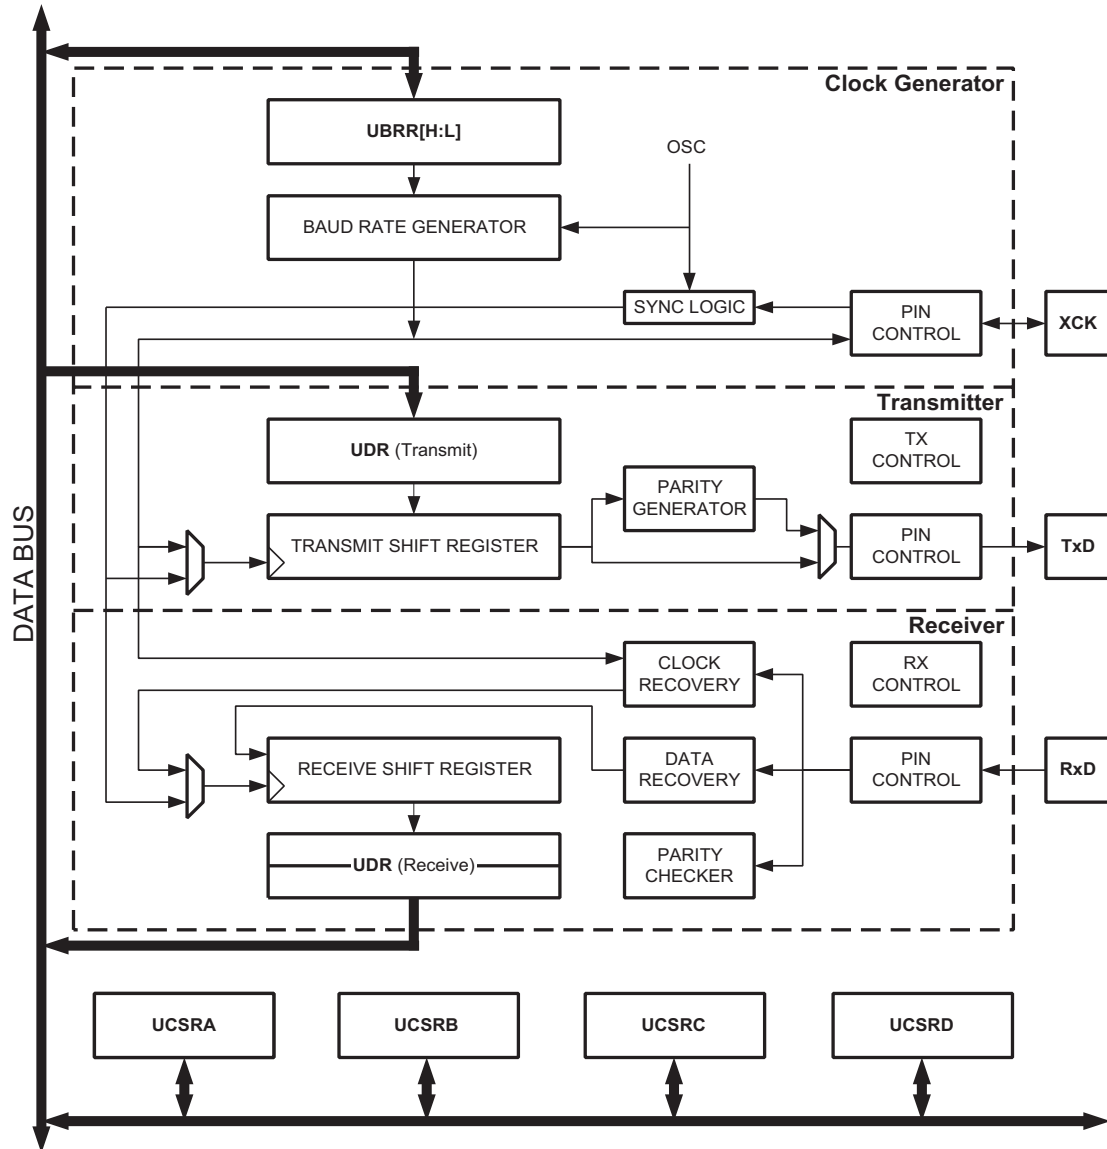 Clock Generator
UBRR[H:L]
OSC
BAUD RATE GENERATOR
SYNC LOGIC
PIN
CONTROL
XCK
Transmitter
UDR (Transmit)
TX
CONTROL
PARITY
GENERATOR
TRANSMIT SHIFT REGISTER
PIN
CONTROL
TxD
DATA BUS
Receiver
CLOCK
RECOVERY
RX
CONTROL
RECEIVE SHIFT REGISTER
DATA
RECOVERY
PIN
CONTROL
RxD
UDR (Receive)
PARITY
CHECKER
UCSRA
UCSRB
UCSRC
UCSRD